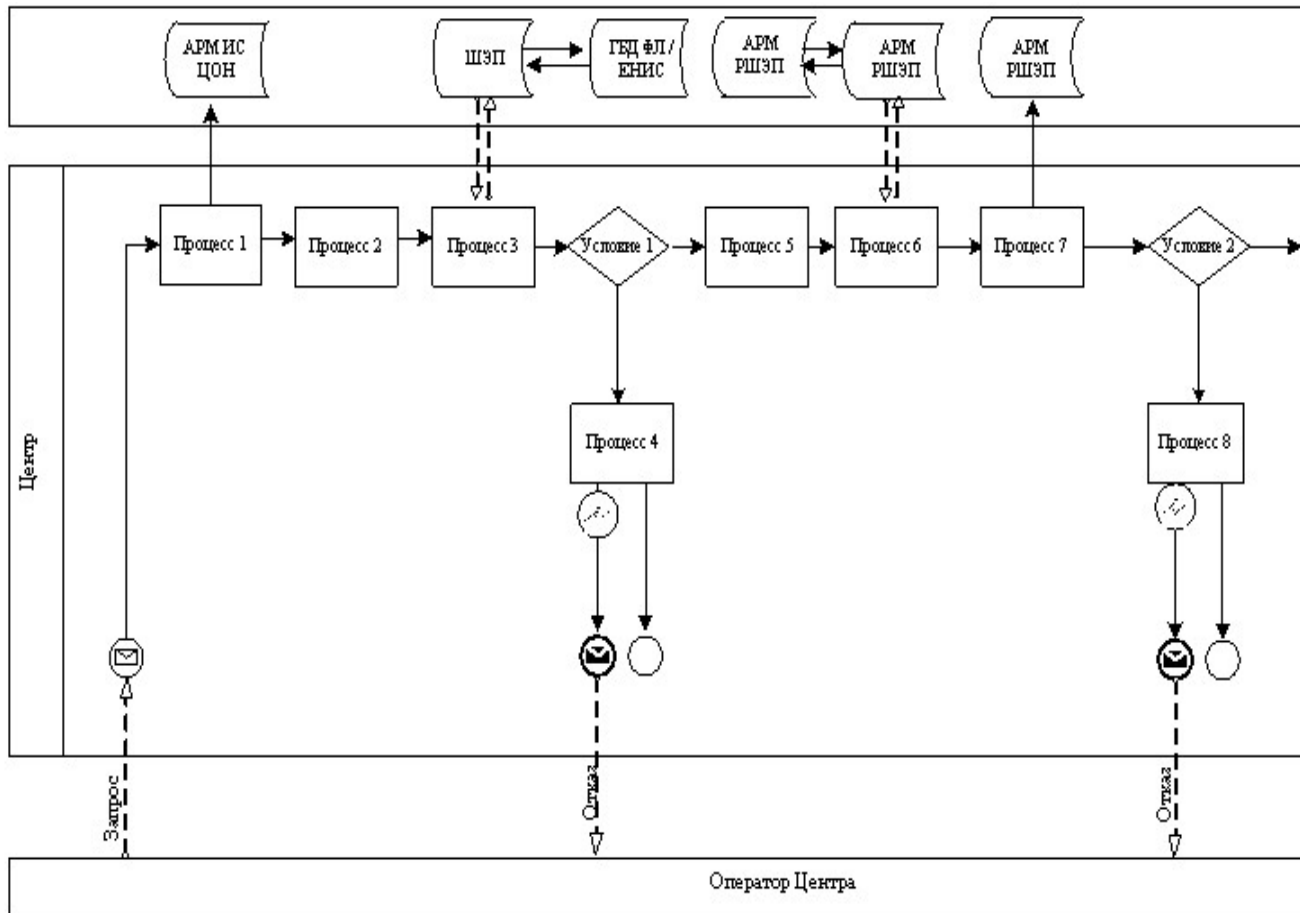 АРМ ИС
ЦОН
ШЭП
ГБД ФЛ /
ЕНИС
АРМ
РШЭП
АРМ
РШЭП
АРМ
РШЭП
Центр
Процесс 1
Процесс 2
Процесс 3
Условие 1
Процесс 5
Процесс 6
Процесс 7
Условие 2
Процесс 4
Процесс 8
Запрос
Отказ
Отказ
Оператор Центра